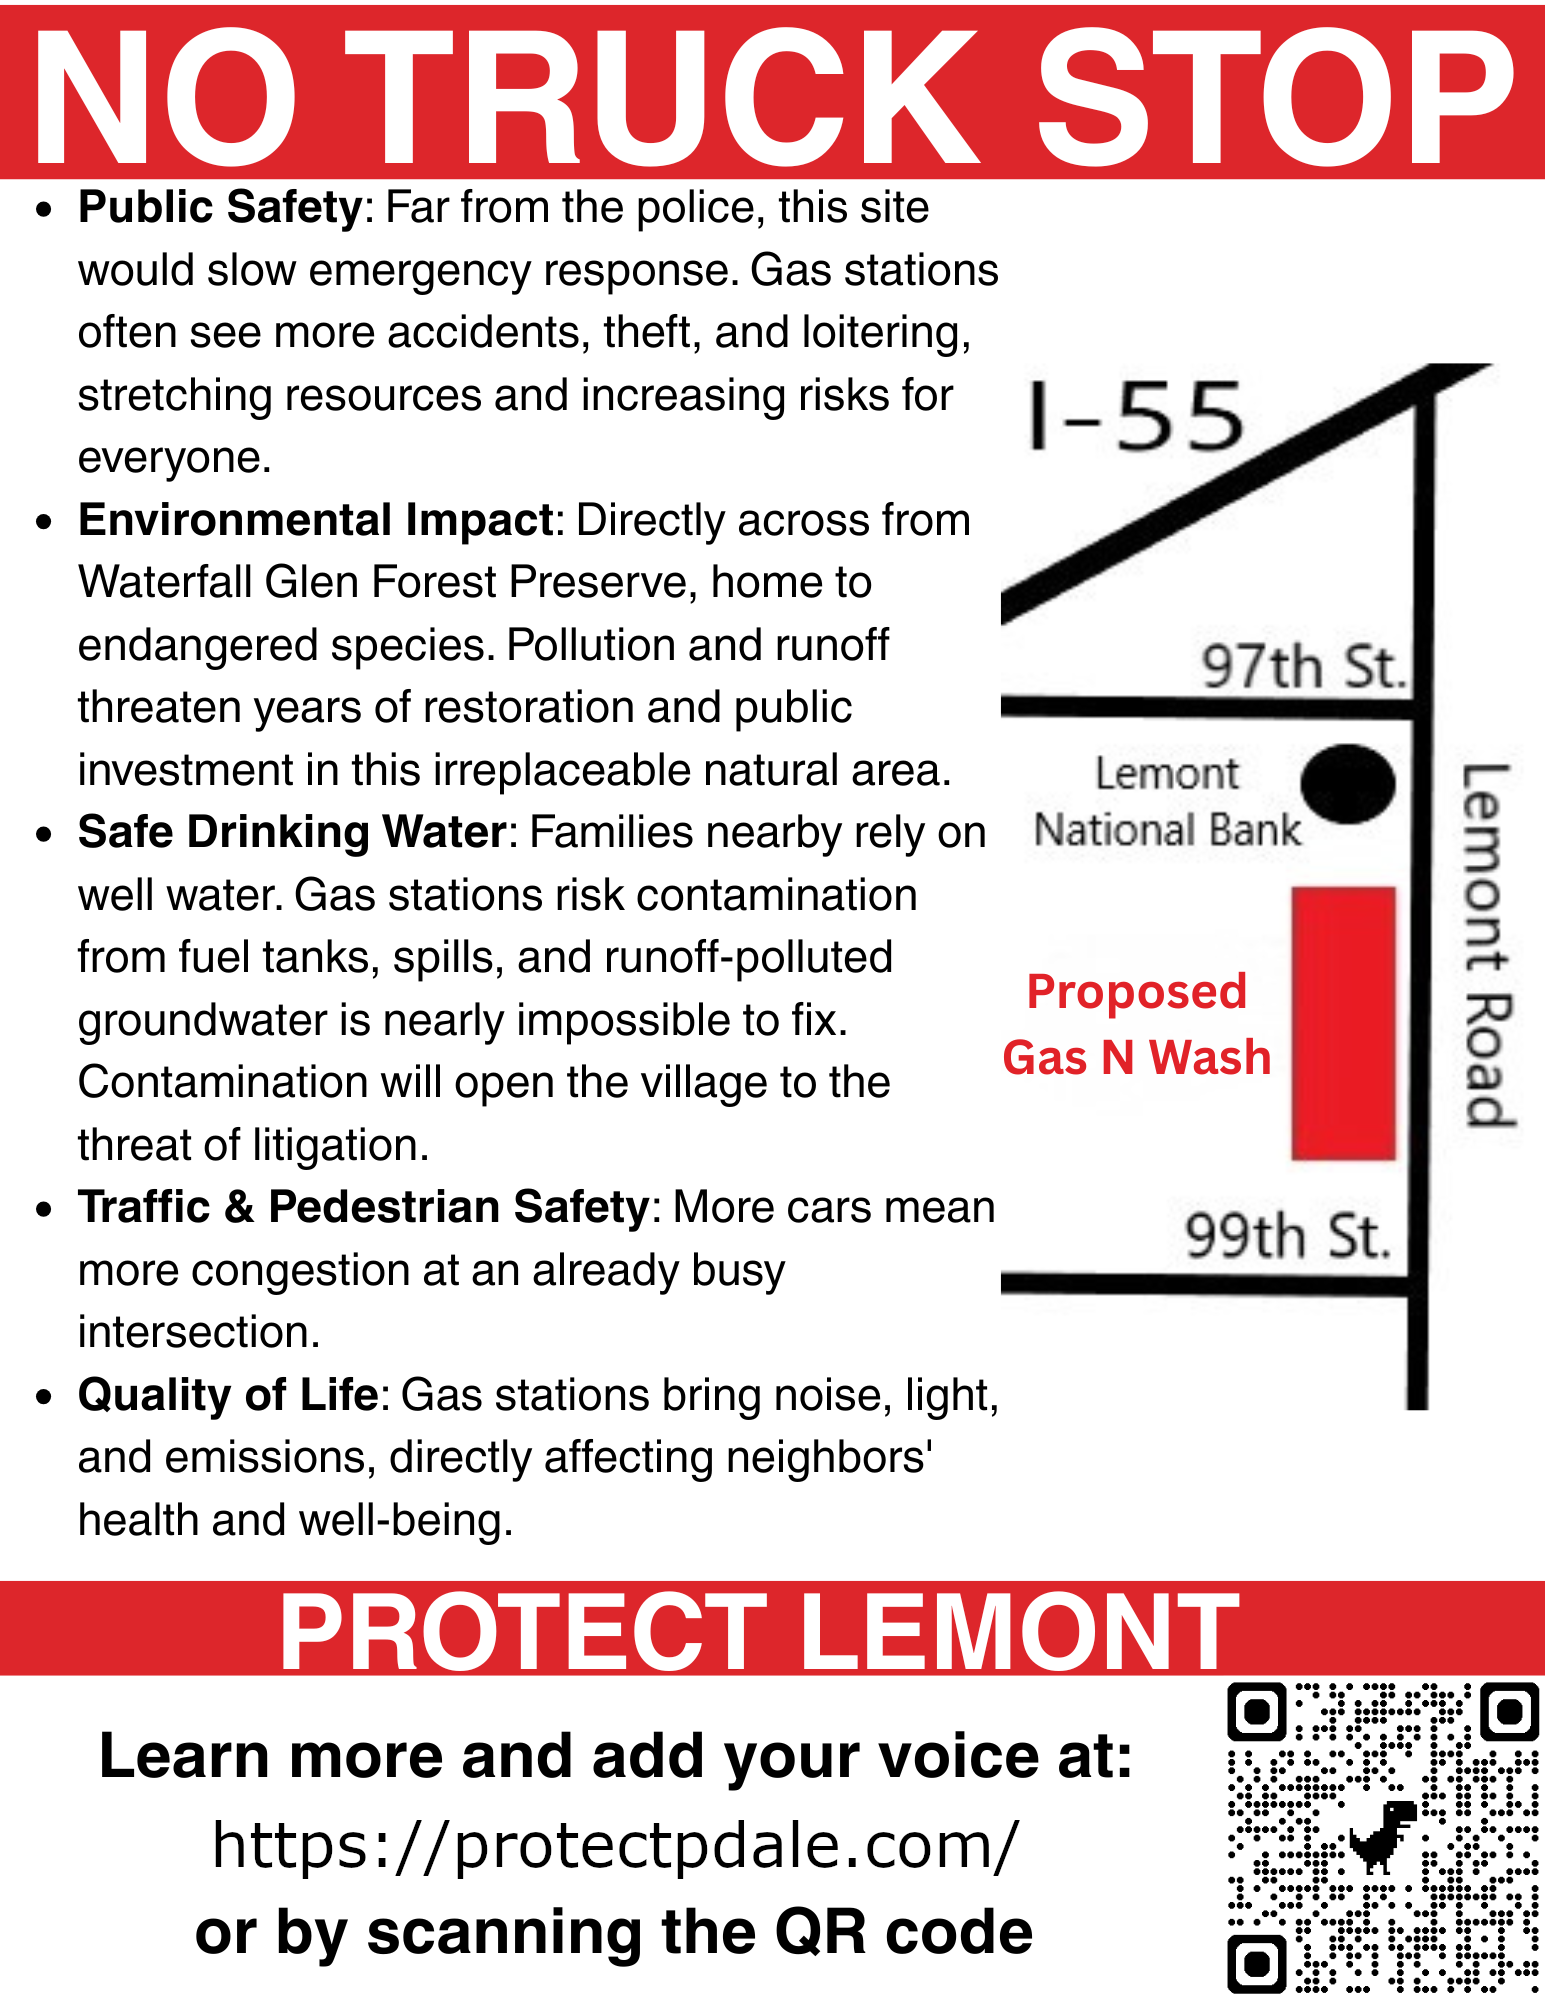 NO TRUCK STOP
• Public Safety: Far from the police, this site
would slow emergency response. Gas stations
often see more accidents, theft, and loitering,
stretching resources and increasing risks for
everyone.
• Environmental Impact: Directly across from
Waterfall Glen Forest Preserve, home to
endangered species. Pollution and runoff
threaten years of restoration and public
investment in this irreplaceable natural area.
• Safe Drinking Water: Families nearby rely on
well water. Gas stations risk contamination
from fuel tanks, spills, and runoff-polluted
groundwater is nearly impossible to fix.
Contamination will open the village to the
threat of litigation.
• Traffic & Pedestrian Safety: More cars mean
more congestion at an already busy
intersection.
• Quality of Life: Gas stations bring noise, light,
and emissions, directly affecting neighbors'
health and well-being.
I-55
97th St.
Lemont
National Bank
Proposed
Gas N Wash
Lemont Road
99th St.
PROTECT LEMONT
Learn more and add your voice at:
https://protectpdale.com/
or by scanning the QR code